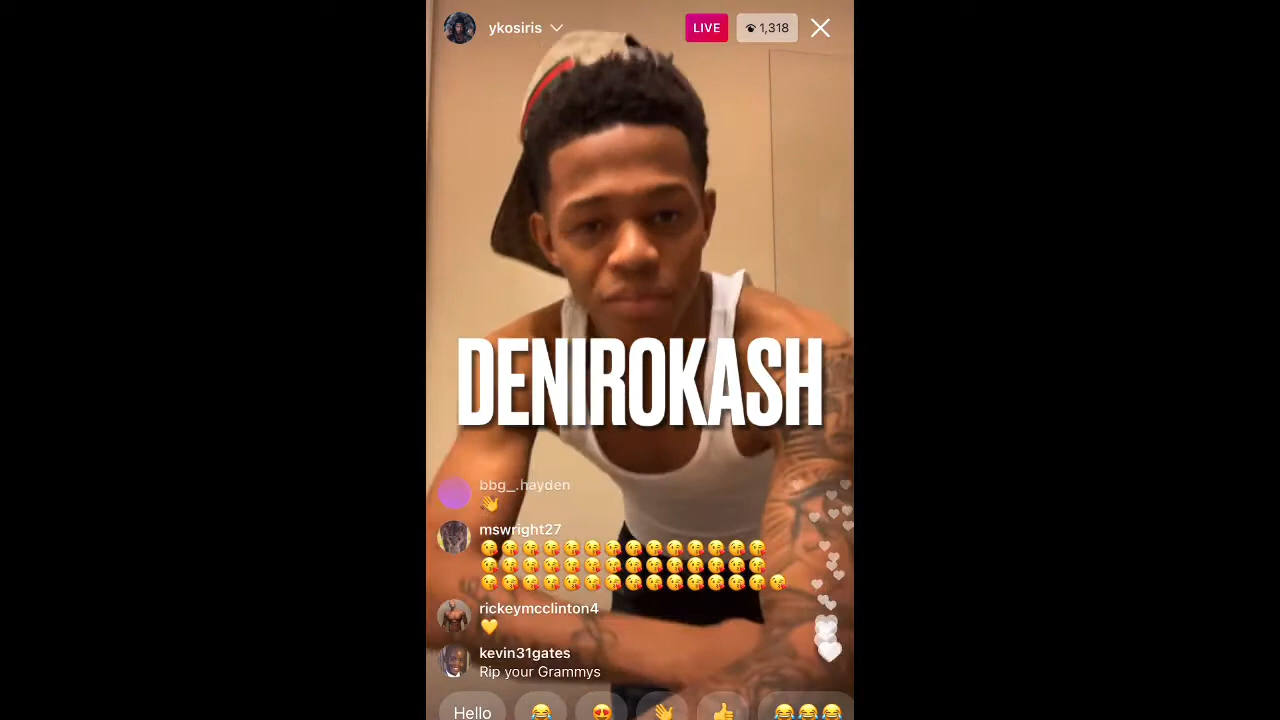 ykosiris
LIVE
1,318
DENIROKASH
bbg_.hayden
mswright27
rickeymcclinton4
kevin31gates
Rip your Grammys
Hello